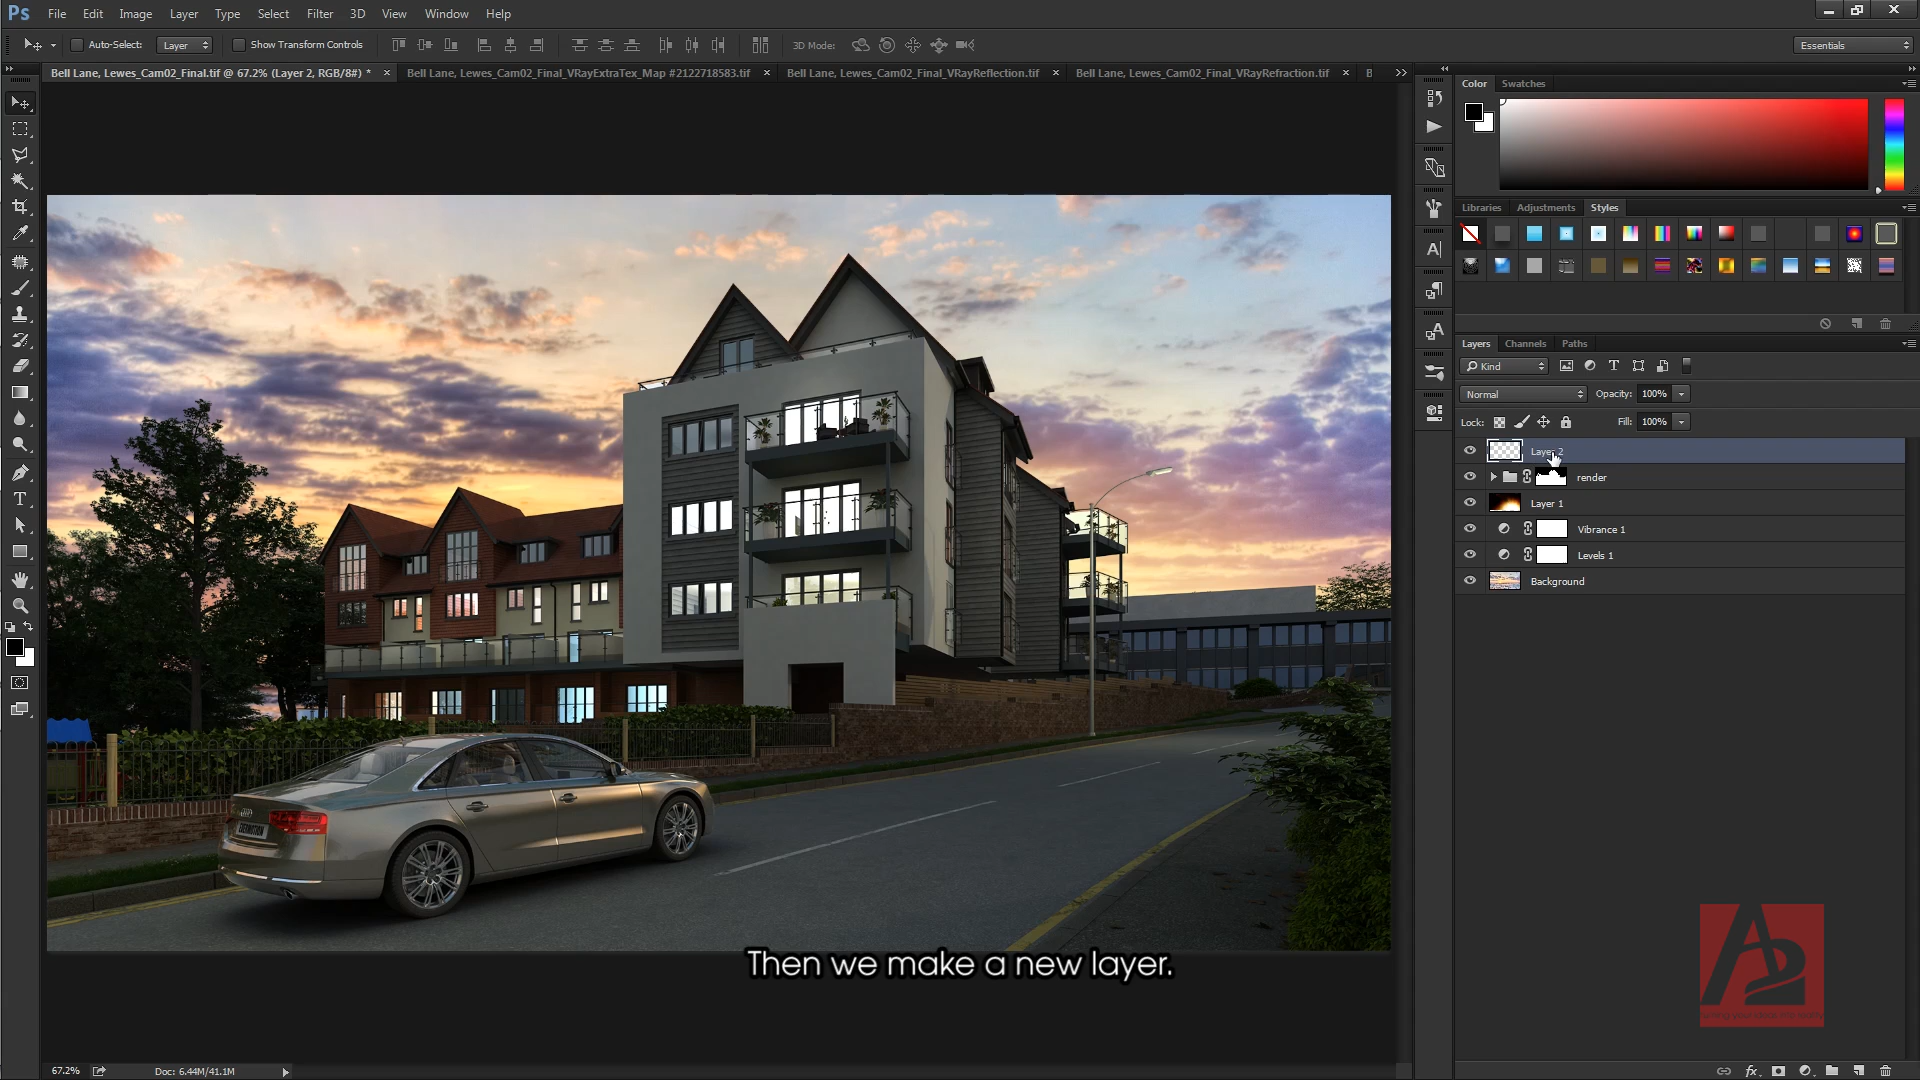 Ps File Edit Image Layer Type Select Filter 3D View Window Help
Auto-Select: Layer Show Transform Controls 3D Mode: Essentials
Bell Lane, Lewes_Cam02_Final.tif @ 67.2% (Layer 2, RGB/8#) * × Bell Lane, Lewes_Cam02_Final_VRayExtraTex_Map #2122718583.tif × Bell Lane, Lewes_Cam02_Final_VRayReflection.tif × Bell Lane, Lewes_Cam02_Final_VRayRefraction.tif × B
Color Swatches
Libraries Adjustments Styles
Layers Channels Paths
Kind
Normal Opacity: 100%
Lock: Fill: 100%
Layer 2
render
Layer 1
Vibrance 1
Levels 1
Background
EVERMOTION
Then we make a new layer.
67.2% Doc: 6.44M/41.1M
fx